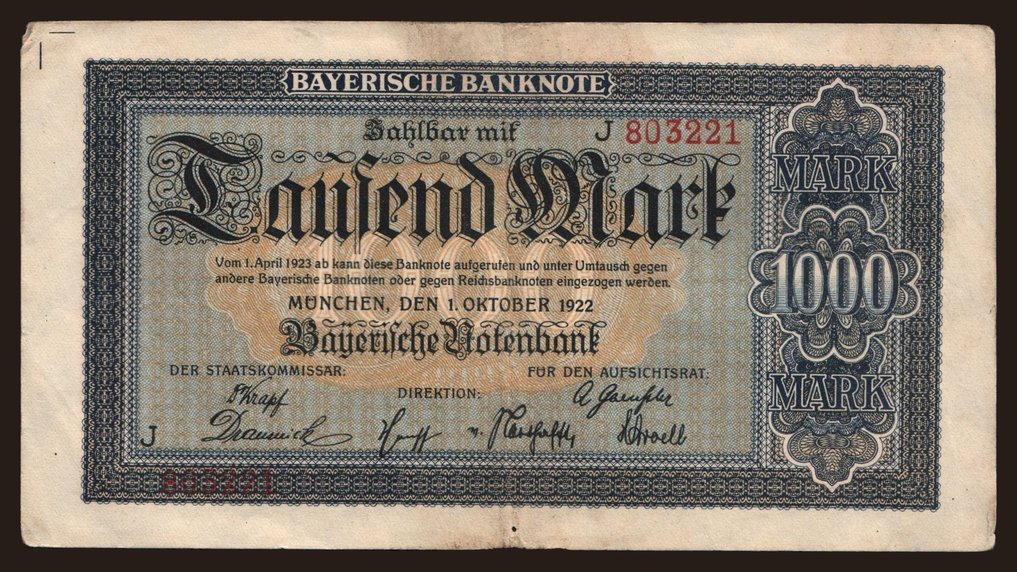 BAYERISCHE BANKNOTE
Zahlbar mit J 803221
Tausend Mark
Vom 1. April 1923 ab kann diese Banknote aufgerufen und unter Umtausch gegen
andere Bayerische Banknoten oder gegen Reichsbanknoten eingezogen werden.
MÜNCHEN, DEN 1. OKTOBER 1922
Bayerische Notenbank
DER STAATSKOMMISSAR:
DIREKTION:
FÜR DEN AUFSICHTSRAT:
Krapf
J
803221
MARK
1000
MARK
1000